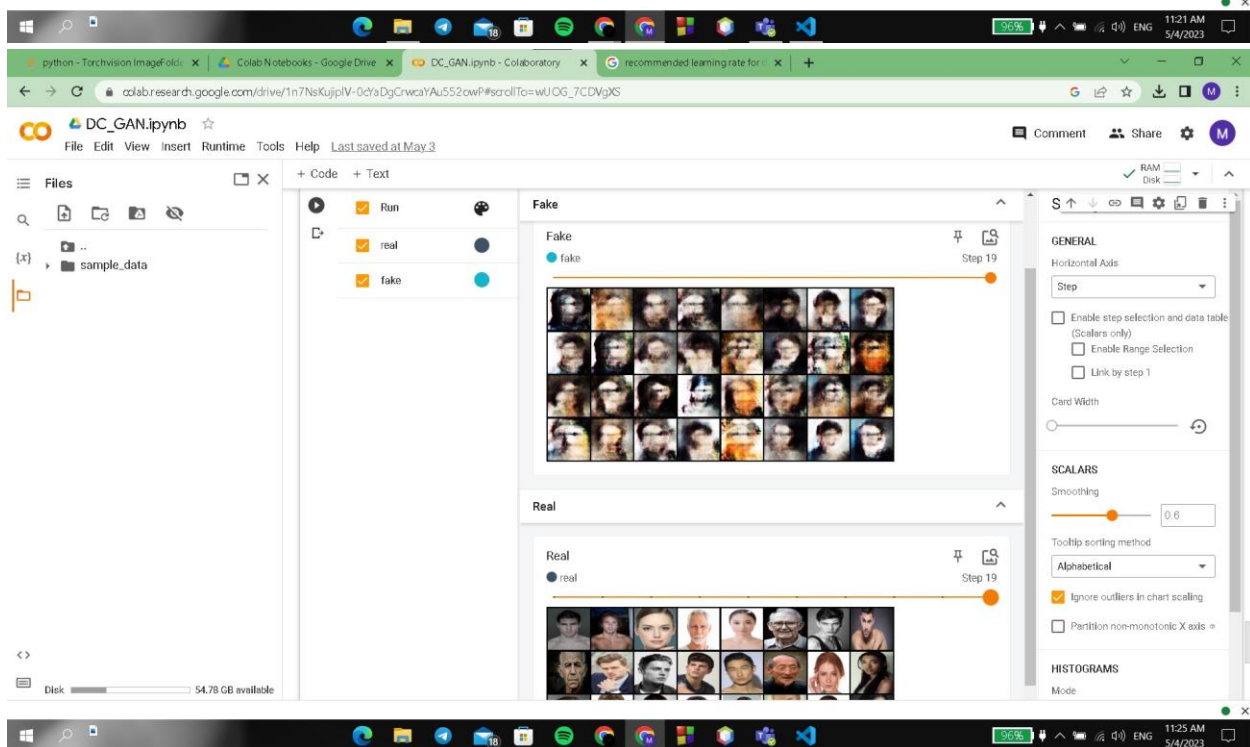 96% ENG 11:21 AM
5/4/2023
18
python - Torchvision ImageFolde Colab Notebooks - Google Drive DC_GAN.ipynb - Colaboratory recommended learning rate for d
colab.research.google.com/drive/1n7NsKujiplV-0cYaDgCrwcaYAu552owP#scrollTo=wUOG_7CDVgXS
DC_GAN.ipynb
Comment Share M
File Edit View Insert Runtime Tools Help Last saved at May 3
+ Code + Text
RAM
Disk
Files
{x}
..
sample_data
<>
Disk 54.78 GB available
Run
real
fake
Fake
Fake
fake Step 19
Real
Real
real Step 19
GENERAL
Horizontal Axis
Step
Enable step selection and data table
(Scalars only)
Enable Range Selection
Link by step 1
Card Width
SCALARS
Smoothing
0.6
Tooltip sorting method
Alphabetical
Ignore outliers in chart scaling
Partition non-monotonic X axis
HISTOGRAMS
Mode
18
96% ENG 11:25 AM
5/4/2023